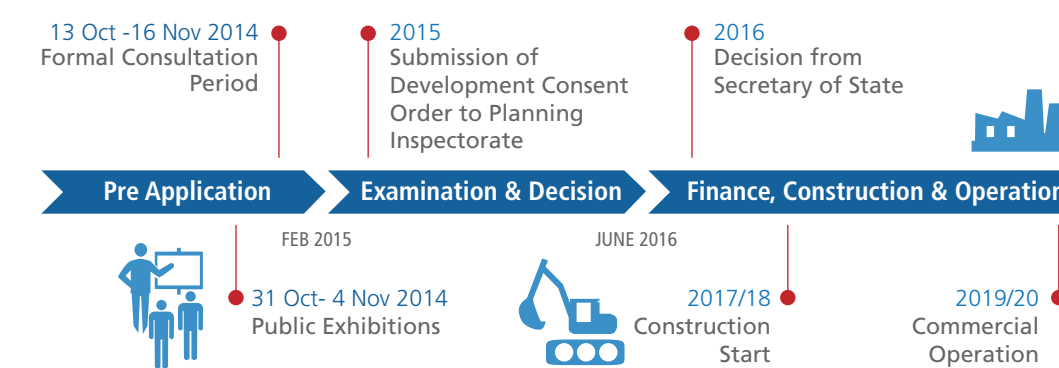 13 Oct -16 Nov 2014
Formal Consultation
Period
2015
Submission of
Development Consent
Order to Planning
Inspectorate
2016
Decision from
Secretary of State
Pre Application
Examination & Decision
Finance, Construction & Operation
FEB 2015
JUNE 2016
31 Oct- 4 Nov 2014
Public Exhibitions
2017/18
Construction
Start
2019/20
Commercial
Operation